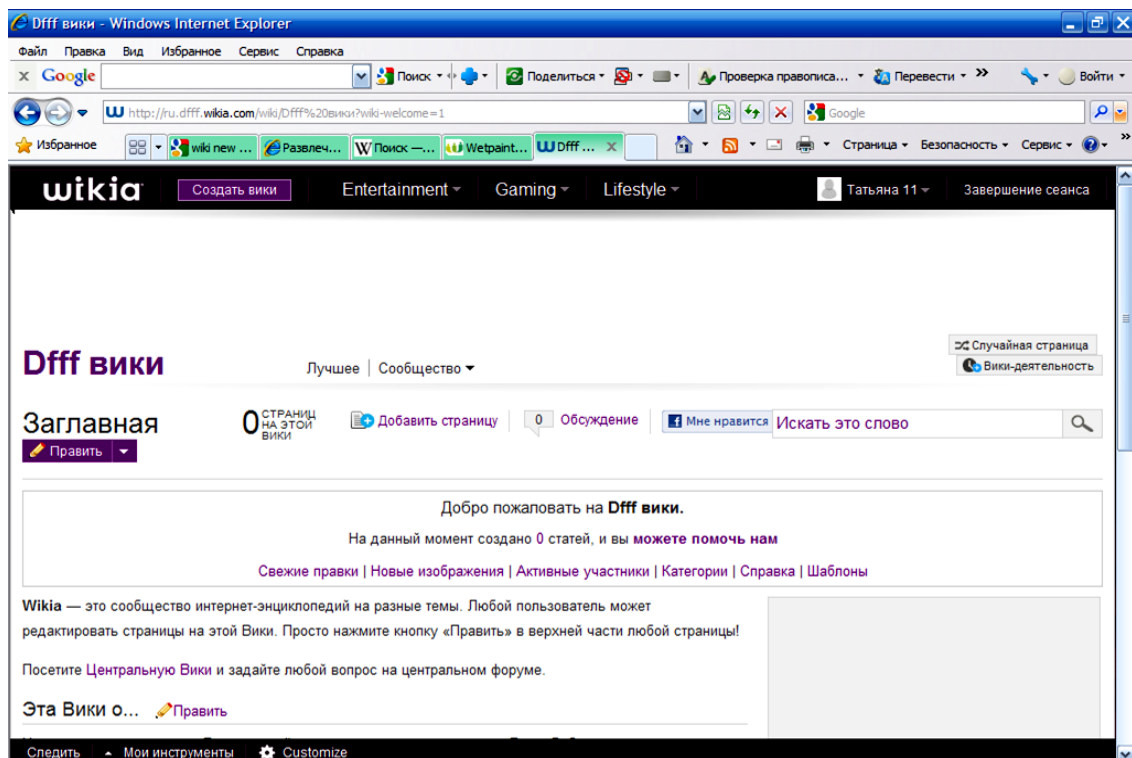 Dfff вики - Windows Internet Explorer
Файл Правка Вид Избранное Сервис Справка
x Google Поиск Поделиться Проверка правописа... Перевести » Войти
http://ru.dfff.wikia.com/wiki/Dfff%20вики?wiki-welcome=1 Google
Избранное wiki new ... Развлеч... Поиск —... Wetpaint... Dfff ... x Страница Безопасность Сервис »
wikia Создать вики Entertainment Gaming Lifestyle Татьяна 11 Завершение сеанса
Случайная страница
Dfff вики Лучшее | Сообщество Вики-деятельность
Заглавная 0 СТРАНИЦ НА ЭТОЙ ВИКИ Добавить страницу 0 Обсуждение Мне нравится Искать это слово
Править
Добро пожаловать на Dfff вики.
На данный момент создано 0 статей, и вы можете помочь нам
Свежие правки | Новые изображения | Активные участники | Категории | Справка | Шаблоны
Wikia — это сообщество интернет-энциклопедий на разные темы. Любой пользователь может
редактировать страницы на этой Вики. Просто нажмите кнопку «Править» в верхней части любой страницы!
Посетите Центральную Вики и задайте любой вопрос на центральном форуме.
Эта Вики о... Править
Следить Мои инструменты Customize